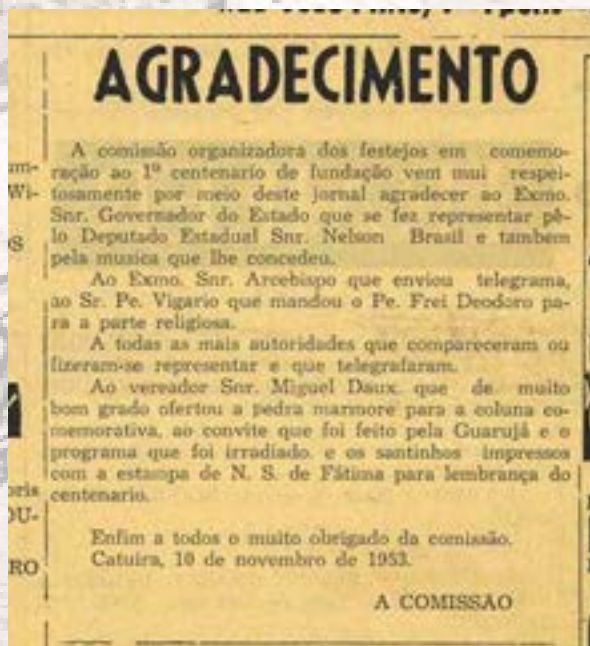 AGRADECIMENTO
A comissão organizadora dos festejos em comemo-
ração ao 1º centenario de fundação vem mui respei-
tosamente por meio deste jornal agradecer ao Exmo.
Snr. Governador do Estado que se fez representar pê-
lo Deputado Estadual Snr. Nelson Brasil e tambem
pela musica que lhe concedeu.
Ao Exmo. Snr. Arcebispo que enviou telegrama,
ao Sr. Pe. Vigario que mandou o Pe. Frei Deodoro pa-
ra a parte religiosa.
A todas as mais autoridades que compareceram ou
fizeram-se representar e que telegrafaram.
Ao vereador Snr. Miguel Daux, que de muito
bom grado ofertou a pedra marmore para a coluna co-
memorativa, ao convite que foi feito pela Guarujá e o
programa que foi irradiado e os santinhos impressos
com a estampa de N. S. de Fátima para lembrança do
centenario.
Enfim a todos o muito obrigado da comissão.
Catuira, 10 de novembro de 1953.
A COMISSÃO